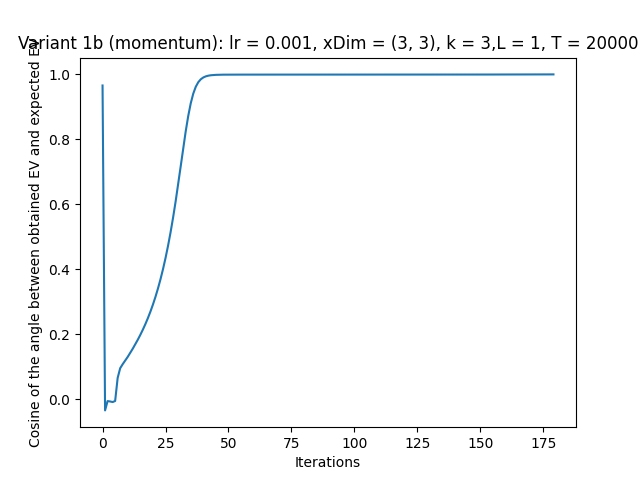 Variant 1b (momentum): lr = 0.001, xDim = (3, 3), k = 3,L = 1, T = 20000
Cosine of the angle between obtained EV and expected EV
1.0
0.8
0.6
0.4
0.2
0.0
0 25 50 75 100 125 150 175
Iterations